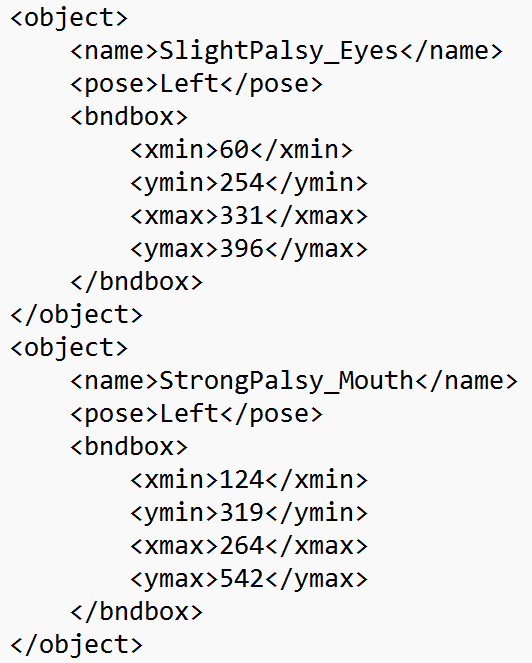 <object>
    <name>SlightPalsy_Eyes</name>
    <pose>Left</pose>
    <bndbox>
        <xmin>60</xmin>
        <ymin>254</ymin>
        <xmax>331</xmax>
        <ymax>396</ymax>
    </bndbox>
</object>
<object>
    <name>StrongPalsy_Mouth</name>
    <pose>Left</pose>
    <bndbox>
        <xmin>124</xmin>
        <ymin>319</ymin>
        <xmax>264</xmax>
        <ymax>542</ymax>
    </bndbox>
</object>